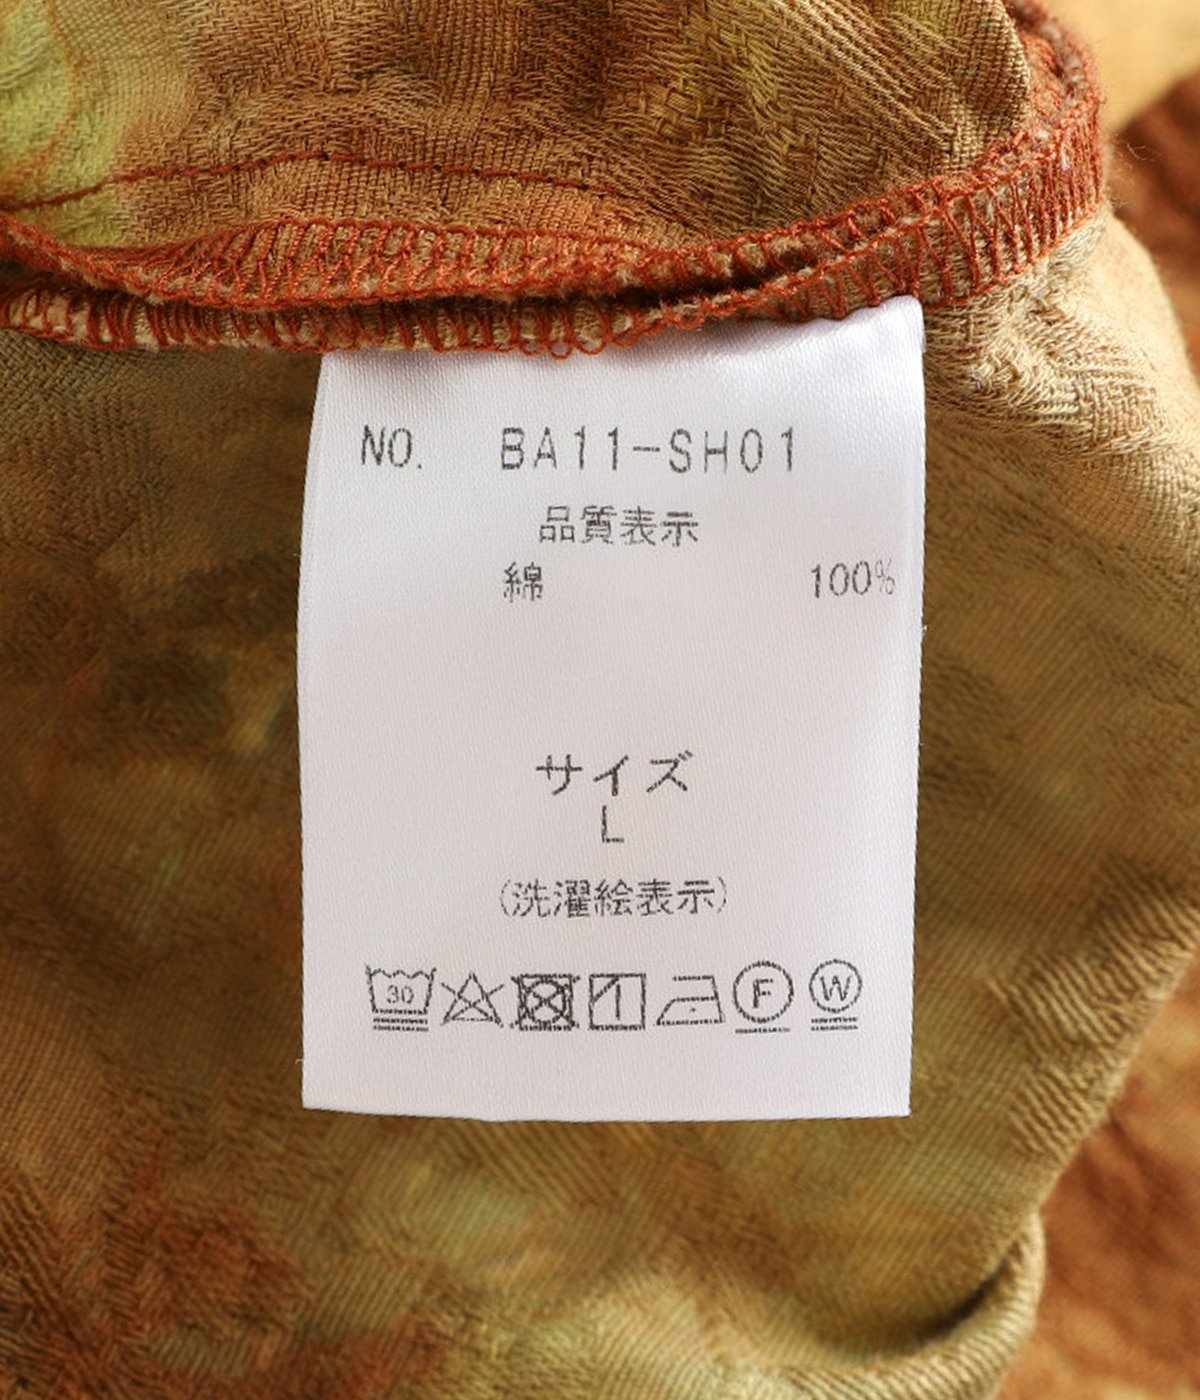 NO. BA11-SH01
品質表示
綿 100%
サイズ
L
(洗濯絵表示)
30 F W